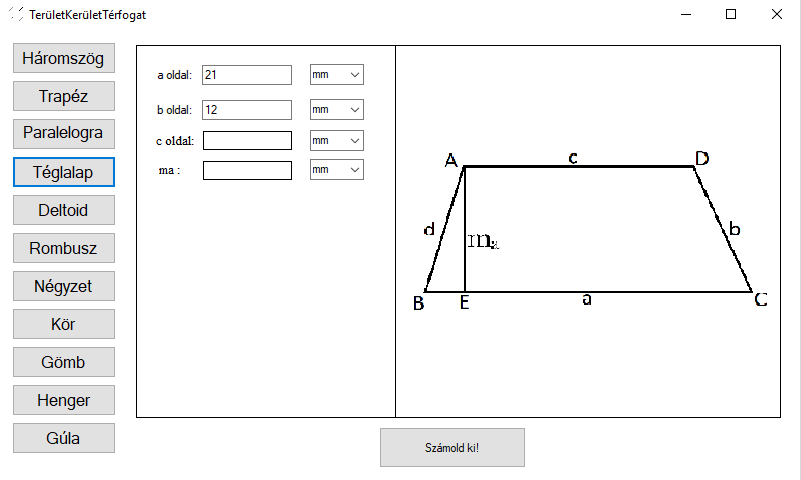 TerületKerületTérfogat
Háromszög
Trapéz
Paralelogra
Téglalap
Deltoid
Rombusz
Négyzet
Kör
Gömb
Henger
Gúla
a oldal: 21 mm
b oldal: 12 mm
c oldal: mm
ma : mm
A c D
d mₐ b
B E a C
Számold ki!